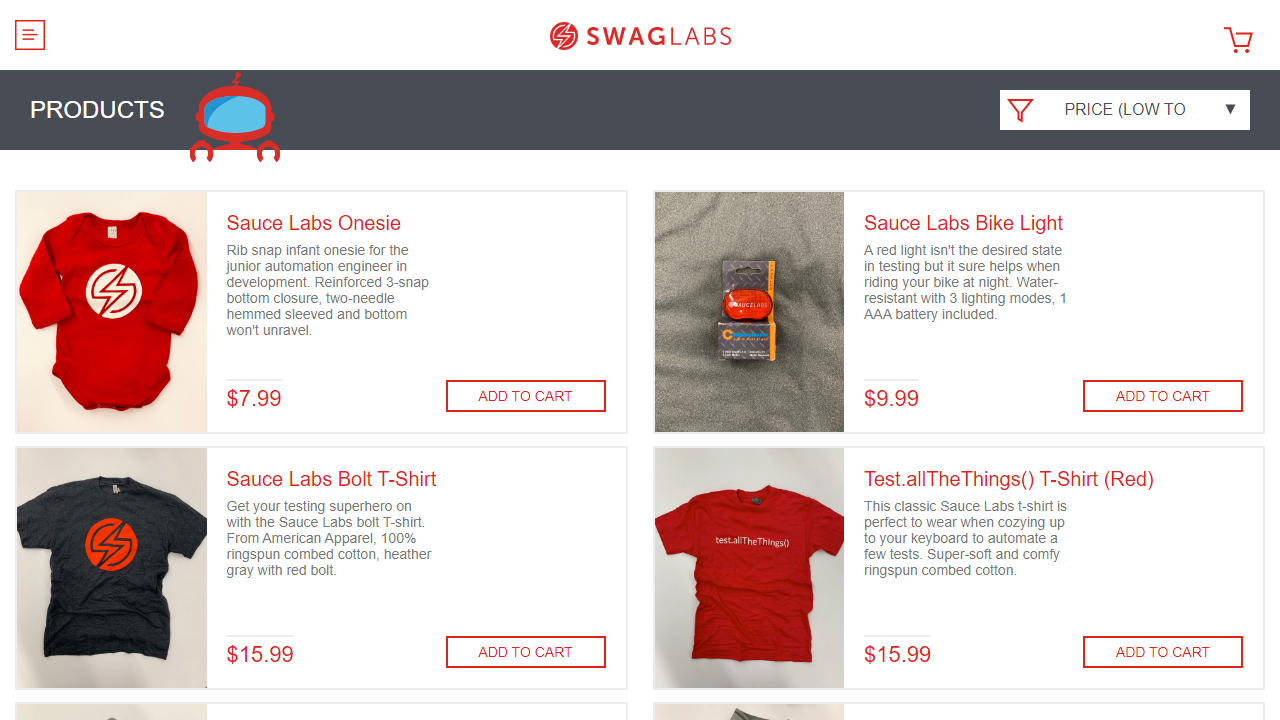 SWAGLABS
PRODUCTS
PRICE (LOW TO
Sauce Labs Onesie
Rib snap infant onesie for the
junior automation engineer in
development. Reinforced 3-snap
bottom closure, two-needle
hemmed sleeved and bottom
won't unravel.
$7.99
ADD TO CART
Sauce Labs Bike Light
A red light isn't the desired state
in testing but it sure helps when
riding your bike at night. Water-
resistant with 3 lighting modes, 1
AAA battery included.
$9.99
ADD TO CART
SAUCELABS
Sauce Labs Bolt T-Shirt
Get your testing superhero on
with the Sauce Labs bolt T-shirt.
From American Apparel, 100%
ringspun combed cotton, heather
gray with red bolt.
$15.99
ADD TO CART
test.allTheThings()
Test.allTheThings() T-Shirt (Red)
This classic Sauce Labs t-shirt is
perfect to wear when cozying up
to your keyboard to automate a
few tests. Super-soft and comfy
ringspun combed cotton.
$15.99
ADD TO CART